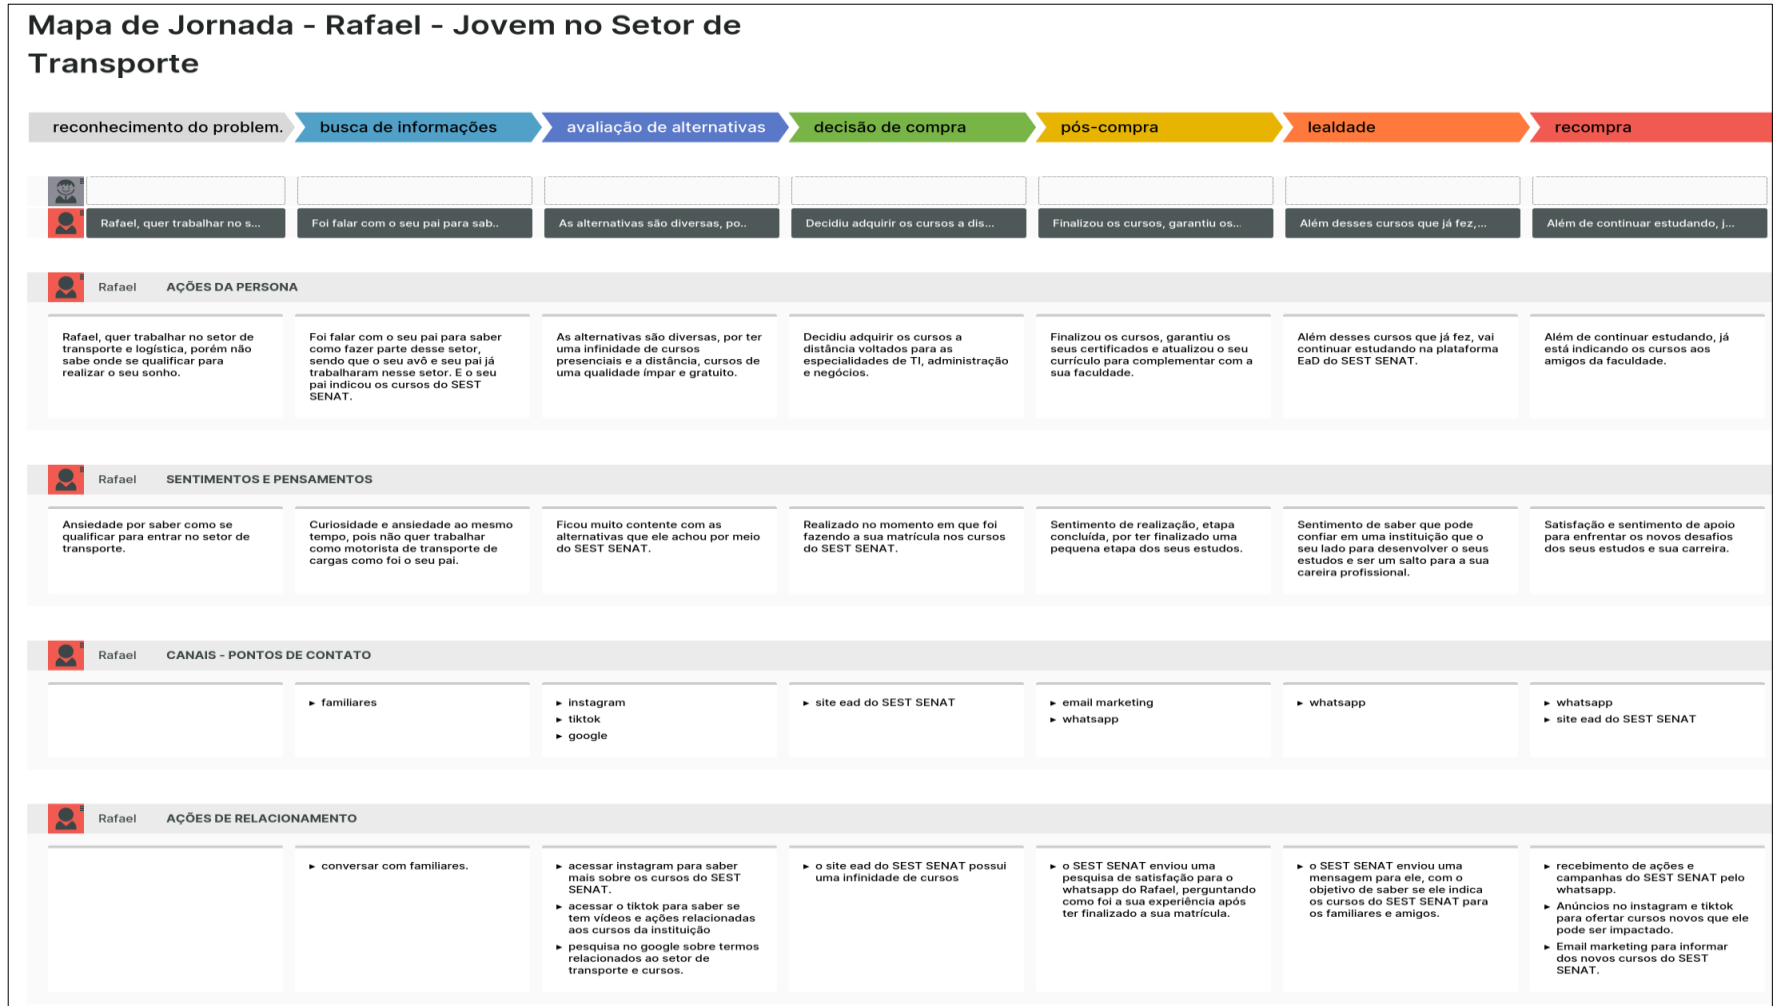 Mapa de Jornada - Rafael - Jovem no Setor de
Transporte
reconhecimento do problem.
busca de informações
avaliação de alternativas
decisão de compra
pós-compra
lealdade
recompra
Rafael, quer trabalhar no s...
Foi falar com o seu pai para sab..
As alternativas são diversas, po..
Decidiu adquirir os cursos a dis...
Finalizou os cursos, garantiu os...
Além desses cursos que já fez,...
Além de continuar estudando, j...
Rafael AÇÕES DA PERSONA
Rafael, quer trabalhar no setor de
transporte e logística, porém não
sabe onde se qualificar para
realizar o seu sonho.
Foi falar com o seu pai para saber
como fazer parte desse setor,
sendo que o seu avô e seu pai já
trabalharam nesse setor. E o seu
pai indicou os cursos do SEST
SENAT.
As alternativas são diversas, por ter
uma infinidade de cursos
presenciais e a distância, cursos de
uma qualidade ímpar e gratuito.
Decidiu adquirir os cursos a
distância voltados para as
especialidades de TI, administração
e negócios.
Finalizou os cursos, garantiu os
seus certificados e atualizou o seu
currículo para complementar com a
sua faculdade.
Além desses cursos que já fez, vai
continuar estudando na plataforma
EaD do SEST SENAT.
Além de continuar estudando, já
está indicando os cursos aos
amigos da faculdade.
Rafael SENTIMENTOS E PENSAMENTOS
Ansiedade por saber como se
qualificar para entrar no setor de
transporte.
Curiosidade e ansiedade ao mesmo
tempo, pois não quer trabalhar
como motorista de transporte de
cargas como foi o seu pai.
Ficou muito contente com as
alternativas que ele achou por meio
do SEST SENAT.
Realizado no momento em que foi
fazendo a sua matrícula nos cursos
do SEST SENAT.
Sentimento de realização, etapa
concluída, por ter finalizado uma
pequena etapa dos seus estudos.
Sentimento de saber que pode
confiar em uma instituição que o
seu lado para desenvolver o seus
estudos e ser um salto para a sua
careira profissional.
Satisfação e sentimento de apoio
para enfrentar os novos desafios
dos seus estudos e sua carreira.
Rafael CANAIS - PONTOS DE CONTATO
► familiares
► instagram
► tiktok
► google
► site ead do SEST SENAT
► email marketing
► whatsapp
► whatsapp
► whatsapp
► site ead do SEST SENAT
Rafael AÇÕES DE RELACIONAMENTO
► conversar com familiares.
► acessar instagram para saber
mais sobre os cursos do SEST
SENAT.
► acessar o tiktok para saber se
tem vídeos e ações relacionadas
aos cursos da instituição
► pesquisa no google sobre termos
relacionados ao setor de
transporte e cursos.
► o site ead do SEST SENAT possui
uma infinidade de cursos
► o SEST SENAT enviou uma
pesquisa de satisfação para o
whatsapp do Rafael, perguntando
como foi a sua experiência após
ter finalizado a sua matrícula.
► o SEST SENAT enviou uma
mensagem para ele, com o
objetivo de saber se ele indica
os cursos do SEST SENAT para
os familiares e amigos.
► recebimento de ações e
campanhas do SEST SENAT pelo
whatsapp.
► Anúncios no instagram e tiktok
para ofertar cursos novos que ele
pode ser impactado.
► Email marketing para informar
dos novos cursos do SEST
SENAT.